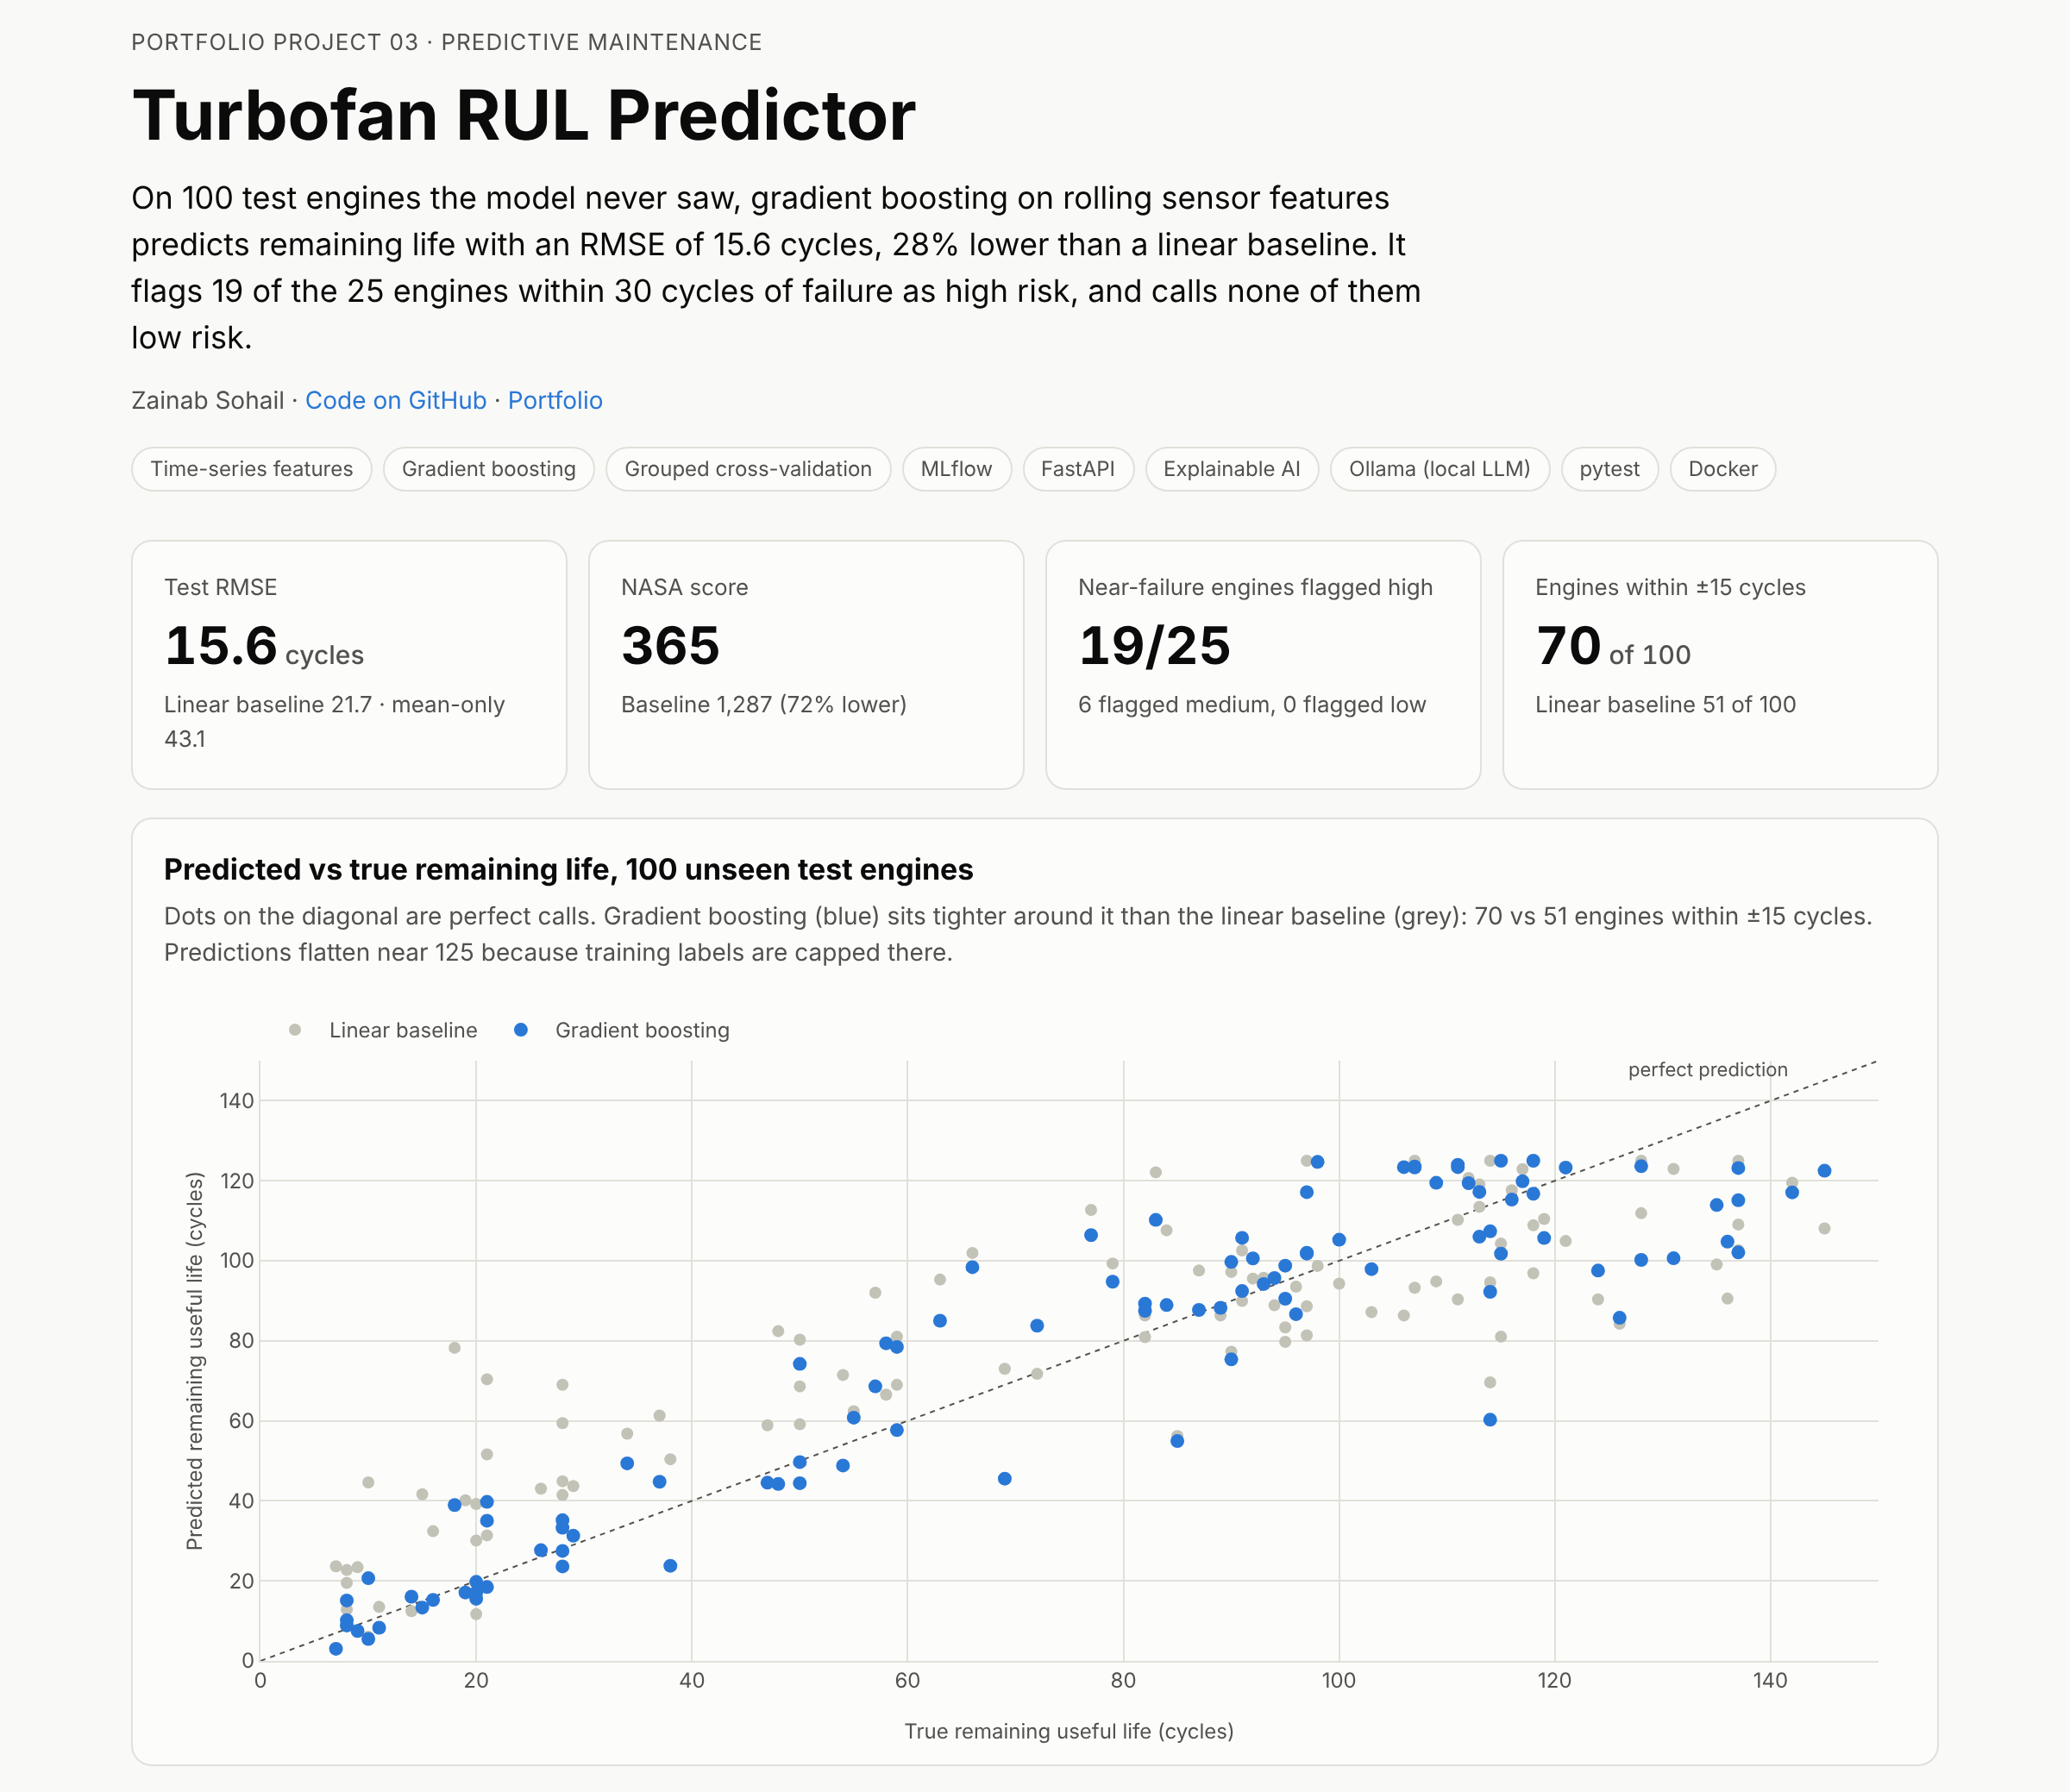 PORTFOLIO PROJECT 03 · PREDICTIVE MAINTENANCE
Turbofan RUL Predictor
On 100 test engines the model never saw, gradient boosting on rolling sensor features
predicts remaining life with an RMSE of 15.6 cycles, 28% lower than a linear baseline. It
flags 19 of the 25 engines within 30 cycles of failure as high risk, and calls none of them
low risk.
Zainab Sohail · Code on GitHub · Portfolio
Time-series features Gradient boosting Grouped cross-validation MLflow FastAPI Explainable AI Ollama (local LLM) pytest Docker
Test RMSE
15.6 cycles
Linear baseline 21.7 · mean-only
43.1
NASA score
365
Baseline 1,287 (72% lower)
Near-failure engines flagged high
19/25
6 flagged medium, 0 flagged low
Engines within ±15 cycles
70 of 100
Linear baseline 51 of 100
Predicted vs true remaining life, 100 unseen test engines
Dots on the diagonal are perfect calls. Gradient boosting (blue) sits tighter around it than the linear baseline (grey): 70 vs 51 engines within ±15 cycles.
Predictions flatten near 125 because training labels are capped there.
Linear baseline Gradient boosting
perfect prediction
Predicted remaining useful life (cycles)
140
120
100
80
60
40
20
0
0 20 40 60 80 100 120 140
True remaining useful life (cycles)